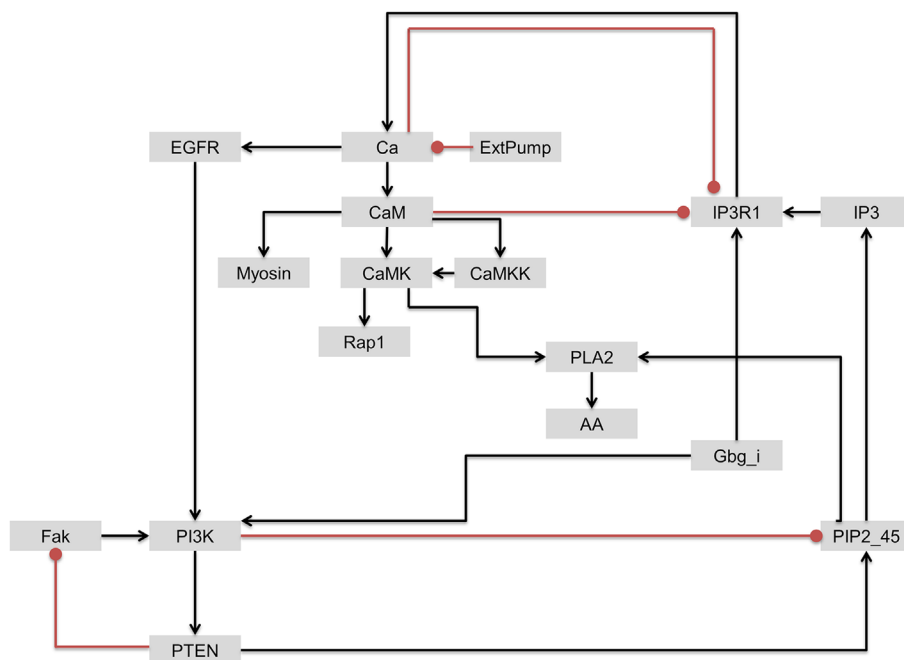 EGFR
Ca
ExtPump
CaM
IP3R1
IP3
Myosin
CaMK
CaMKK
Rap1
PLA2
AA
Gbg_i
Fak
PI3K
PIP2_45
PTEN